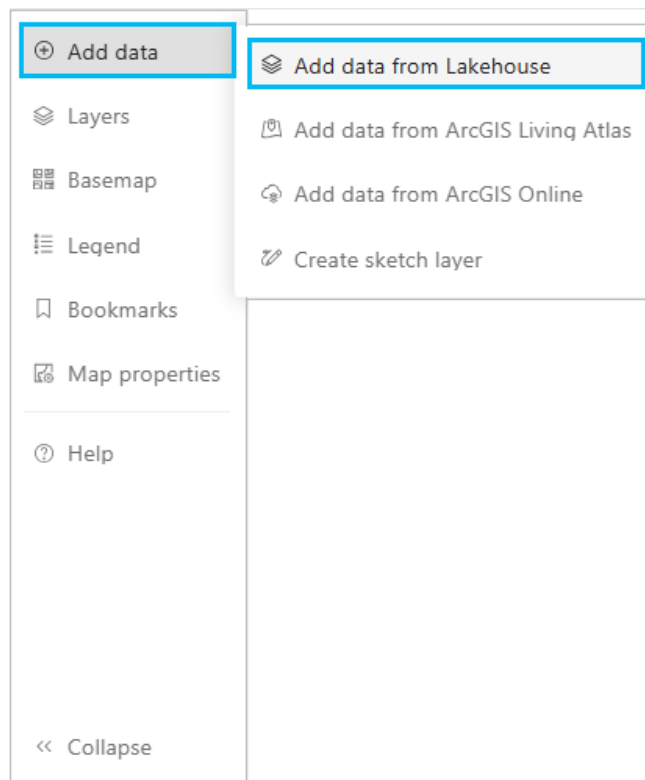 Add data
Add data from Lakehouse
Layers
Add data from ArcGIS Living Atlas
Basemap
Add data from ArcGIS Online
Legend
Create sketch layer
Bookmarks
Map properties
Help
Collapse